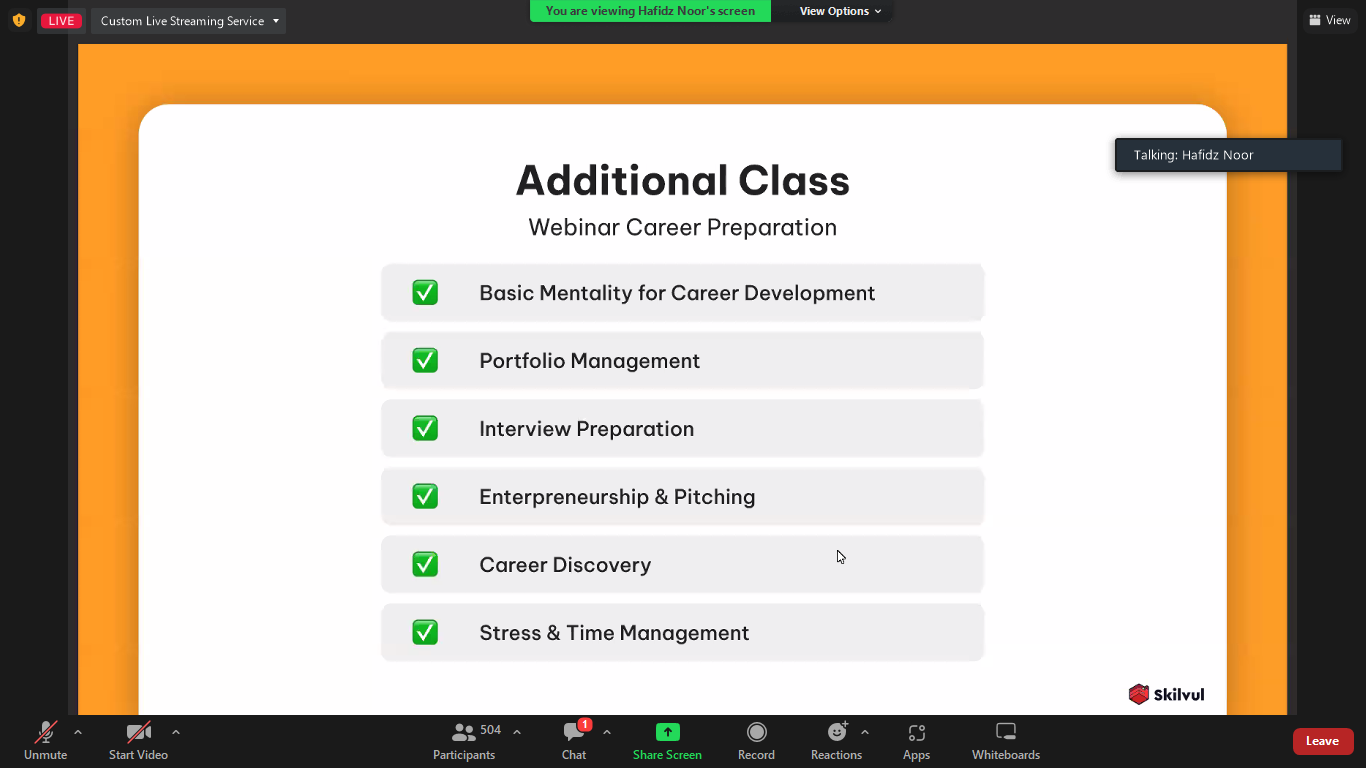 LIVE
Custom Live Streaming Service
You are viewing Hafidz Noor's screen
View Options
View
Talking: Hafidz Noor
Additional Class
Webinar Career Preparation
Basic Mentality for Career Development
Portfolio Management
Interview Preparation
Enterpreneurship & Pitching
Career Discovery
Stress & Time Management
Skilvul
504
1
Unmute
Start Video
Participants
Chat
Share Screen
Record
Reactions
Apps
Whiteboards
Leave